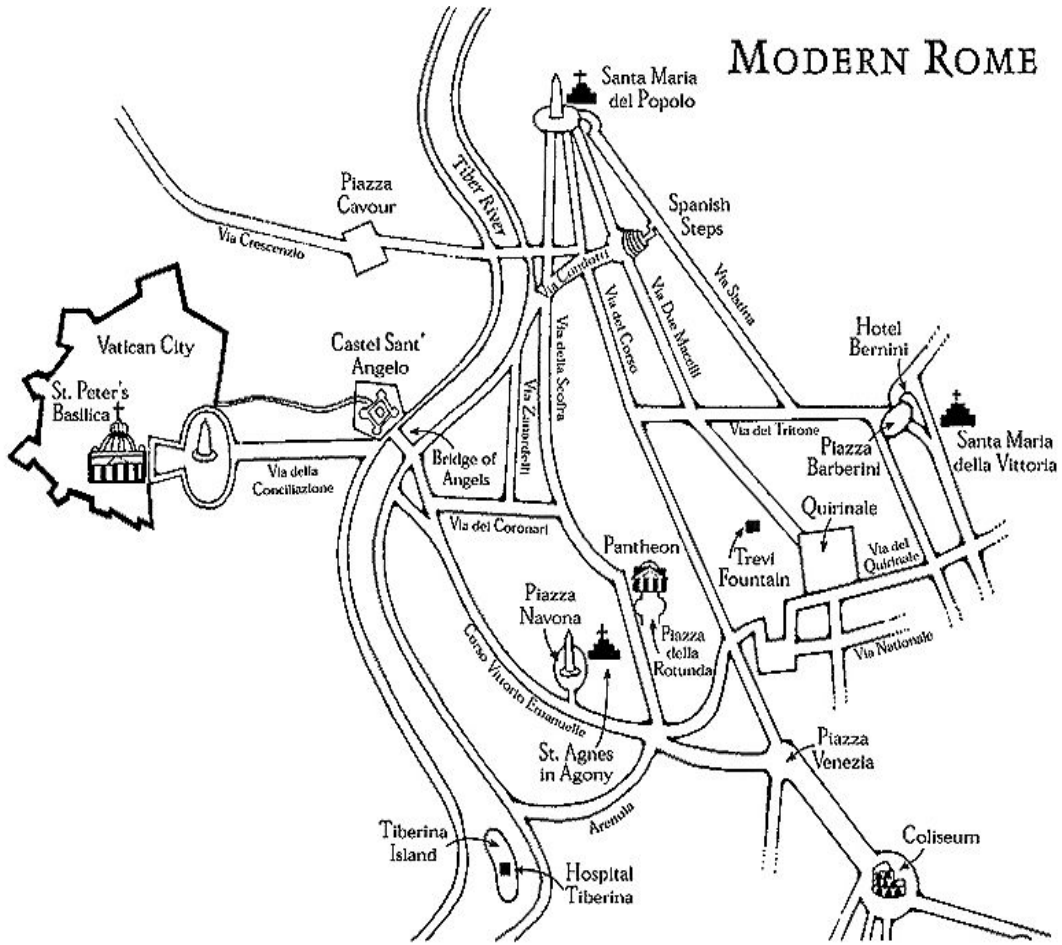 MODERN ROME
Santa Maria
del Popolo
Tiber River
Piazza
Cavour
Via Crescenzio
Spanish
Steps
Via Condotti
Via Sistina
Via del Corso
Via Due Macelli
Via della Scofra
Via Zanardelli
Vatican City
Castel Sant'
Angelo
St. Peter's
Basilica
Hotel
Bernini
Via del Tritone
Piazza
Barberini
Santa Maria
della Vittoria
Via della
Conciliazione
Bridge of
Angels
Via dei Coronari
Pantheon
Trevi
Fountain
Quirinale
Via del
Quirinale
Piazza
Navona
Piazza
della
Rotunda
Via Nazionale
Corso Vittorio Emanuelle
St. Agnes
in Agony
Piazza
Venezia
Arenula
Tiberina
Island
Hospital
Tiberina
Coliseum